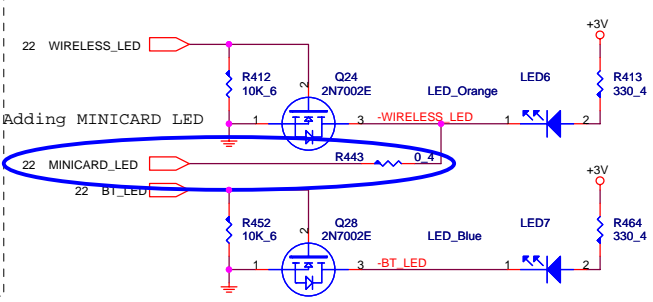 +3V
22 WIRELESS_LED
R412
10K_6
Q24
2N7002E
LED_Orange
LED6
R413
330_4
2
1
3
-WIRELESS_LED
1
2
Adding MINICARD LED
22 MINICARD_LED
R443
0_4
+3V
22 BT_LED
R452
10K_6
Q28
2N7002E
LED_Blue
LED7
R464
330_4
2
1
3
-BT_LED
1
2